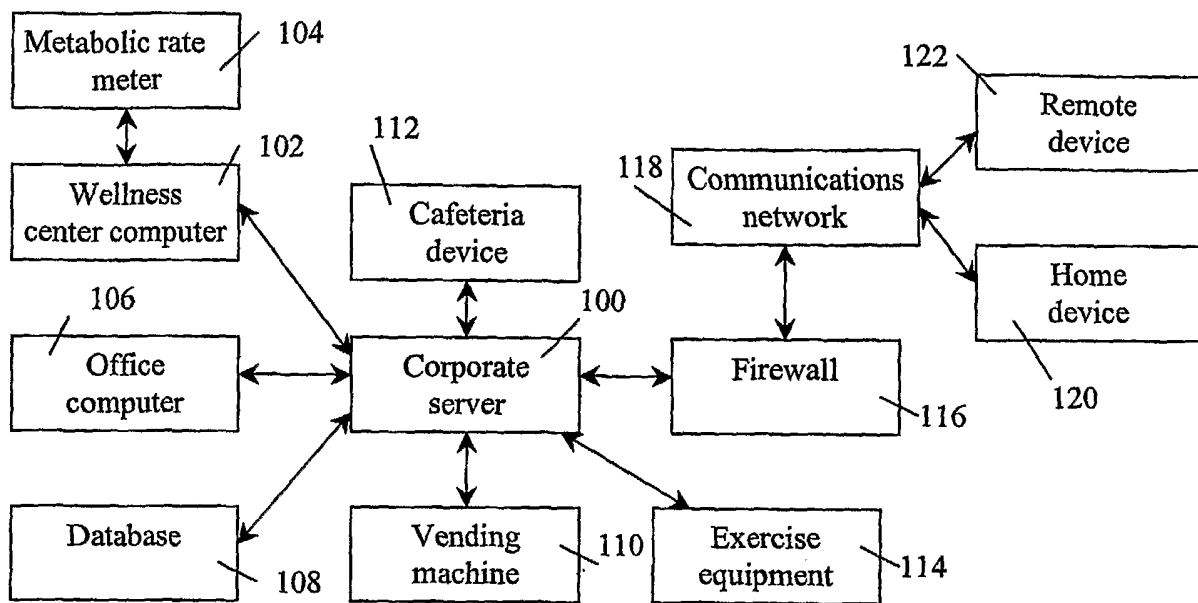 Metabolic rate
meter
104
102
Wellness
center computer
106
Office
computer
Database
108
112
Cafeteria
device
100
Corporate
server
Vending
machine
110
Exercise
equipment
114
118
Communications
network
Firewall
116
122
Remote
device
Home
device
120